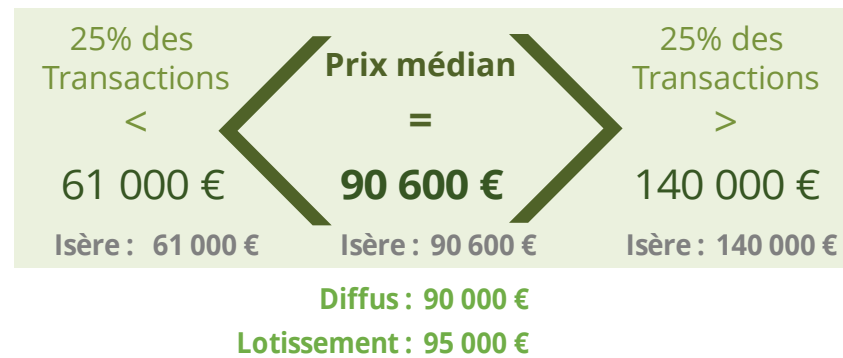 25% des
Transactions
<
61 000 €
Isère : 61 000 €
Prix médian
=
90 600 €
Isère : 90 600 €
25% des
Transactions
>
140 000 €
Isère : 140 000 €
Diffus : 90 000 €
Lotissement : 95 000 €